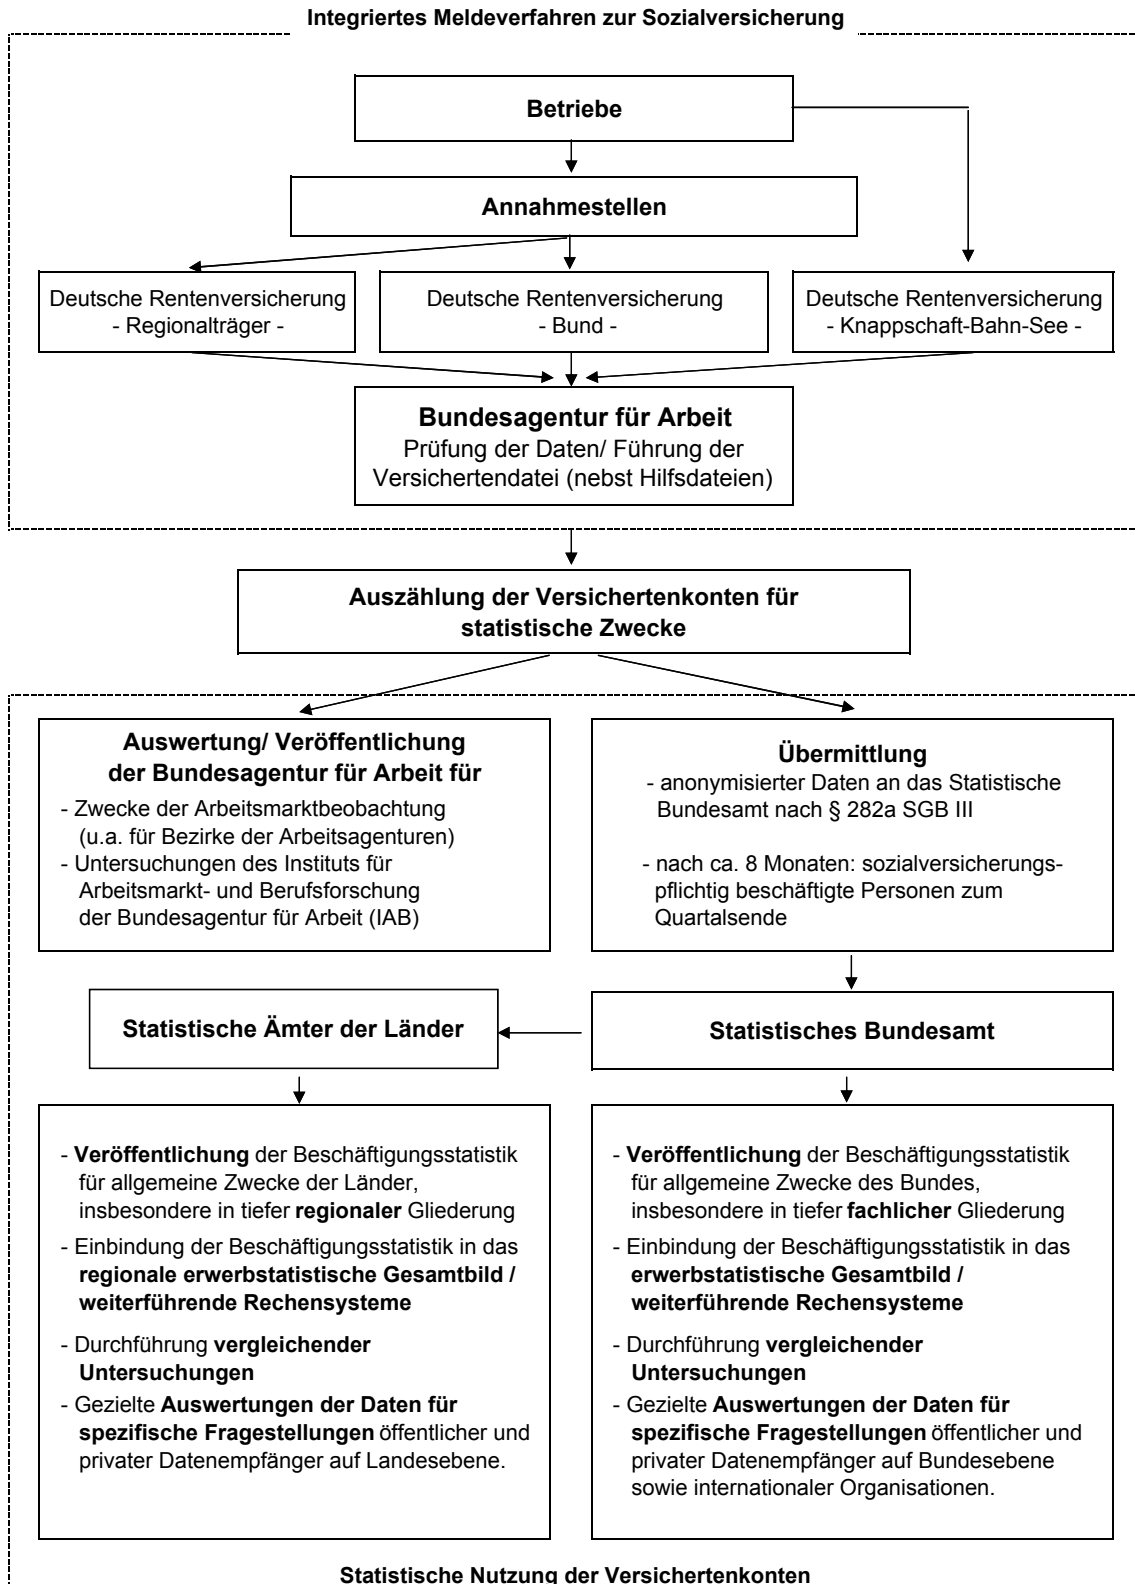 Integriertes Meldeverfahren zur Sozialversicherung
Betriebe
Annahmestellen
Deutsche Rentenversicherung
- Regionalträger -
Deutsche Rentenversicherung
- Bund -
Deutsche Rentenversicherung
- Knappschaft-Bahn-See -
Bundesagentur für Arbeit
Prüfung der Daten/ Führung der
Versichertendatei (nebst Hilfsdateien)
Auszählung der Versichertenkonten für
statistische Zwecke
Auswertung/ Veröffentlichung
der Bundesagentur für Arbeit für
- Zwecke der Arbeitsmarktbeobachtung
(u.a. für Bezirke der Arbeitsagenturen)
- Untersuchungen des Instituts für
Arbeitsmarkt- und Berufsforschung
der Bundesagentur für Arbeit (IAB)
Übermittlung
- anonymisierter Daten an das Statistische
Bundesamt nach § 282a SGB III
- nach ca. 8 Monaten: sozialversicherungs-
pflichtig beschäftigte Personen zum
Quartalsende
Statistische Ämter der Länder
Statistisches Bundesamt
- Veröffentlichung der Beschäftigungsstatistik
für allgemeine Zwecke der Länder,
insbesondere in tiefer regionaler Gliederung
- Einbindung der Beschäftigungsstatistik in das
regionale erwerbstatistische Gesamtbild /
weiterführende Rechensysteme
- Durchführung vergleichender
Untersuchungen
- Gezielte Auswertungen der Daten für
spezifische Fragestellungen öffentlicher und
privater Datenempfänger auf Landesebene.
- Veröffentlichung der Beschäftigungsstatistik
für allgemeine Zwecke des Bundes,
insbesondere in tiefer fachlicher Gliederung
- Einbindung der Beschäftigungsstatistik in das
erwerbstatistische Gesamtbild /
weiterführende Rechensysteme
- Durchführung vergleichender
Untersuchungen
- Gezielte Auswertungen der Daten für
spezifische Fragestellungen öffentlicher und
privater Datenempfänger auf Bundesebene
sowie internationaler Organisationen.
Statistische Nutzung der Versichertenkonten